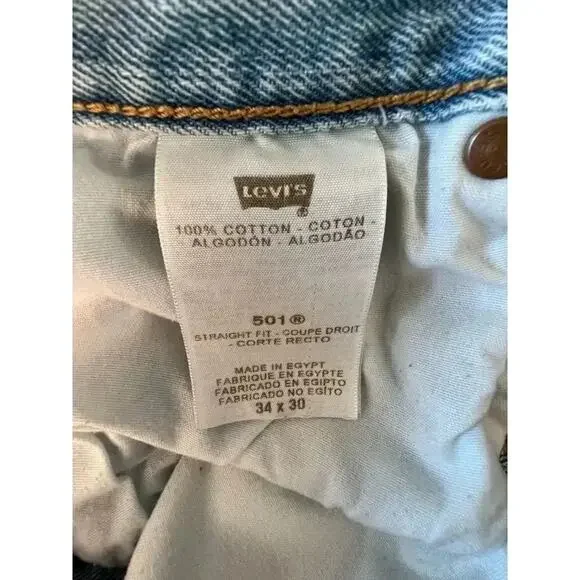 Levi's
®
100% COTTON - COTON -
ALGODÓN - ALGODÃO
501®
STRAIGHT FIT - COUPE DROIT
- CORTE RECTO
MADE IN EGYPT
FABRIQUE EN EGYPTE
FABRICADO EN EGIPTO
FABRICADO NO EGÍTO
34 x 30